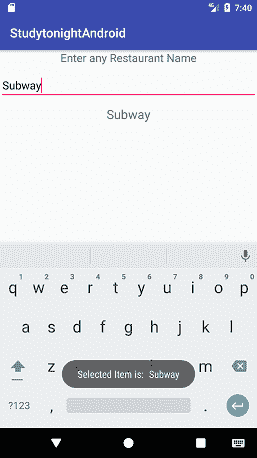 7:40
StudytonightAndroid
Enter any Restaurant Name
Subway
Subway
1 2 3 4 5 6 7 8 9 0
q w e r t y u i o p
a s d f g h j k l
z m
Selected Item is: Subway
?123 , .